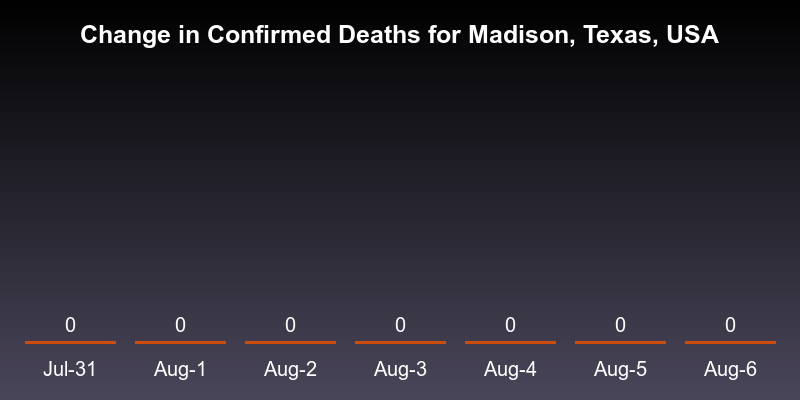 Change in Confirmed Deaths for Madison, Texas, USA
0 0 0 0 0 0 0
Jul-31 Aug-1 Aug-2 Aug-3 Aug-4 Aug-5 Aug-6